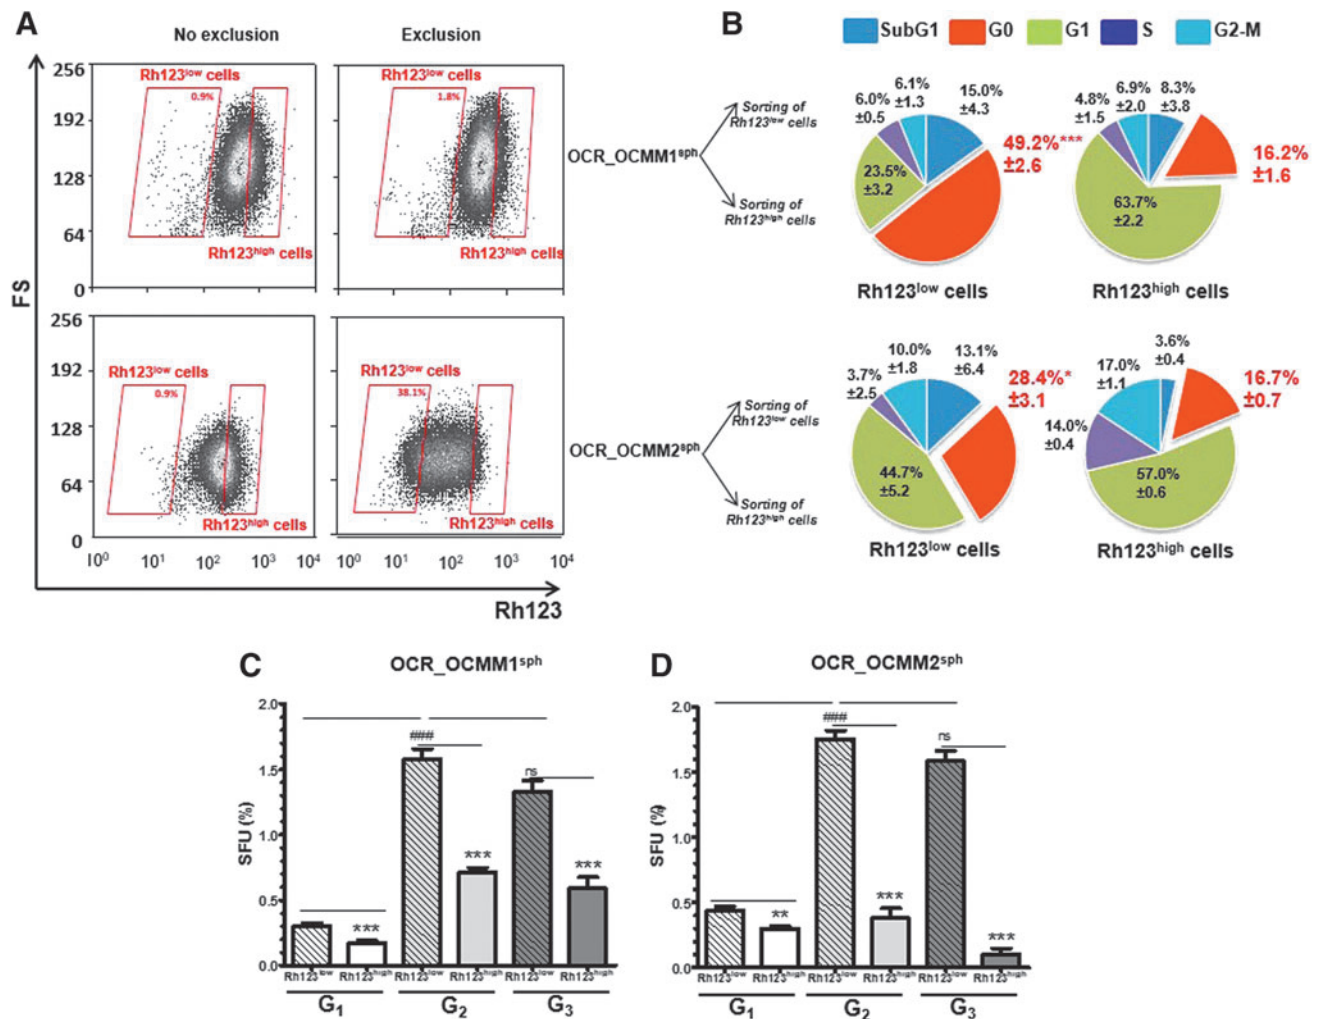 A
No exclusion
Exclusion
FS
256
192
128
64
0
Rh123low cells
0.9%
Rh123high cells
Rh123low cells
1.8%
Rh123high cells
256
192
128
64
0
Rh123low cells
0.9%
Rh123high cells
Rh123low cells
38.1%
Rh123high cells
10⁰ 10¹ 10² 10³ 10⁴
10⁰ 10¹ 10² 10³ 10⁴
Rh123
B
SubG1 G0 G1 S G2-M
OCR_OCMM1sph
Sorting of
Rh123low cells
Sorting of
Rh123high cells
6.0%
±0.5
6.1%
±1.3
15.0%
±4.3
49.2%***
±2.6
23.5%
±3.2
Rh123low cells
4.8%
±1.5
6.9%
±2.0
8.3%
±3.8
16.2%
±1.6
63.7%
±2.2
Rh123high cells
OCR_OCMM2sph
Sorting of
Rh123low cells
Sorting of
Rh123high cells
3.7%
±2.5
10.0%
±1.8
13.1%
±6.4
28.4%*
±3.1
44.7%
±5.2
Rh123low cells
14.0%
±0.4
17.0%
±1.1
3.6%
±0.4
16.7%
±0.7
57.0%
±0.6
Rh123high cells
C
OCR_OCMM1sph
SFU (%)
2.0
1.5
1.0
0.5
0.0
***
###
***
ns
***
Rh123low Rh123high Rh123low Rh123high Rh123low Rh123high
G₁ G₂ G₃
D
OCR_OCMM2sph
SFU (%)
2.0
1.5
1.0
0.5
0.0
**
###
***
ns
***
Rh123low Rh123high Rh123low Rh123high Rh123low Rh123high
G₁ G₂ G₃